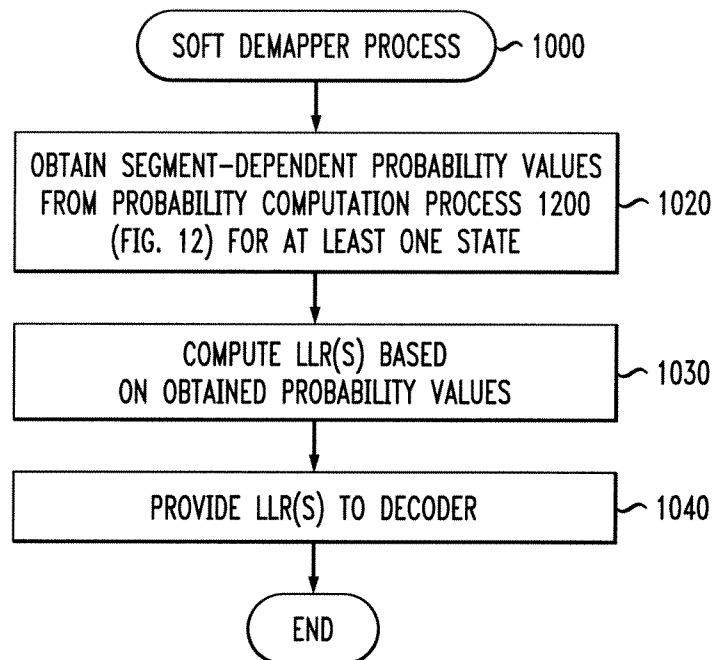 SOFT DEMAPPER PROCESS 1000
OBTAIN SEGMENT-DEPENDENT PROBABILITY VALUES
FROM PROBABILITY COMPUTATION PROCESS 1200 1020
(FIG. 12) FOR AT LEAST ONE STATE
COMPUTE LLR(S) BASED
ON OBTAINED PROBABILITY VALUES 1030
PROVIDE LLR(S) TO DECODER 1040
END